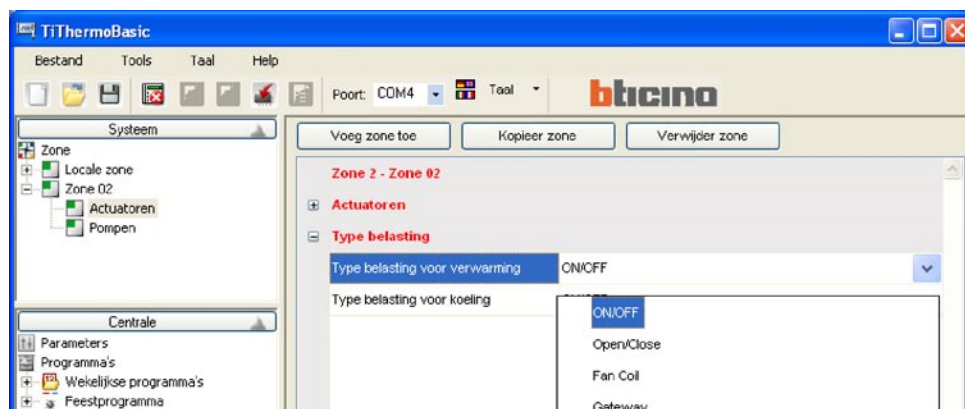 TiThermoBasic
Bestand Tools Taal Help
Poort: COM4 Taal bticino
Systeem
Zone
Locale zone
Zone 02
Actuatoren
Pompen
Centrale
Parameters
Programma's
Wekelijkse programma's
Feestprogramma
Voeg zone toe Kopieer zone Verwijder zone
Zone 2 - Zone 02
Actuatoren
Type belasting
Type belasting voor verwarming ON/OFF
Type belasting voor koeling
ON/OFF
Open/Close
Fan Coil
Gateway